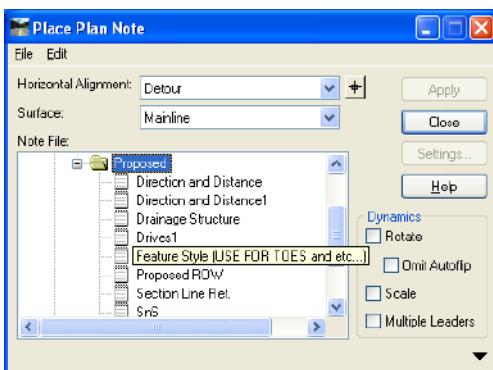 Place Plan Note
File Edit
Horizontal Alignment: Detour
Apply
Surface: Mainline
Close
Note File:
Settings...
Proposed
Help
Direction and Distance
Direction and Distance1
Drainage Structure
Drives1
Feature Style (USE FOR TOES and etc...)
Proposed ROW
Section Line Ref.
SnS
Dynamics
Rotate
Omit Autoflip
Scale
Multiple Leaders